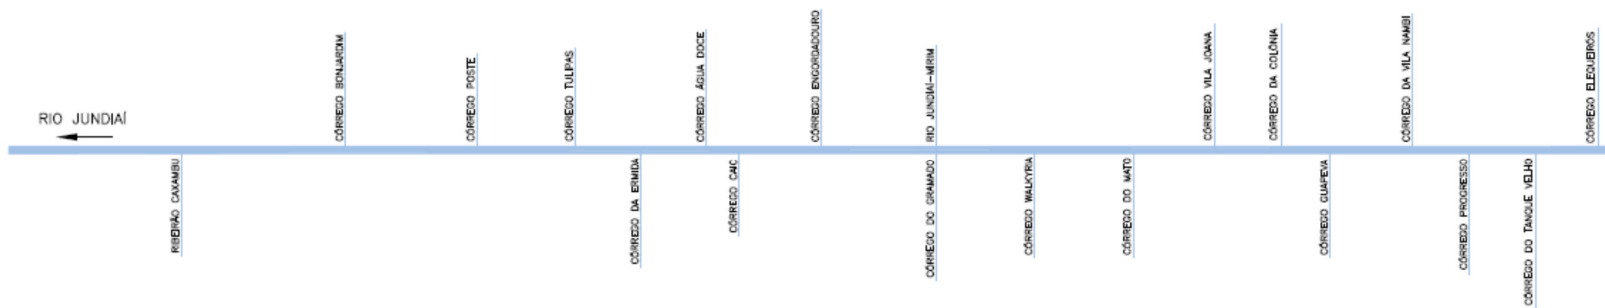 RIO JUNDIAÍ
RIBEIRÃO CAXAMBU
CÓRREGO BONJARDIM
CÓRREGO POSTE
CÓRREGO TULIPAS
CÓRREGO DA ERMIDA
CÓRREGO ÁGUA DOCE
CÓRREGO CAIC
CÓRREGO ENGORDADOURO
RIO JUNDIAÍ-MIRIM
CÓRREGO DO GRAMADO
CÓRREGO WALKYRIA
CÓRREGO DO MATO
CÓRREGO VILA JOANA
CÓRREGO DA COLÔNIA
CÓRREGO GUAPEVA
CÓRREGO DA VILA NAMBI
CÓRREGO PROGRESSO
CÓRREGO DO TANQUE VELHO
CÓRREGO ELEQUEIRÓS